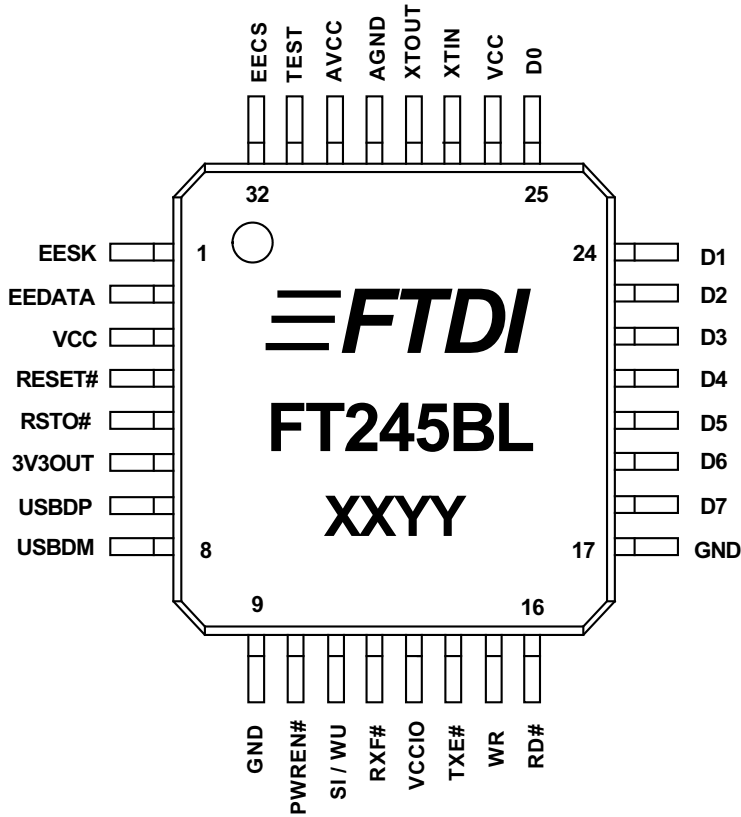 EECS
TEST
AVCC
AGND
XTOUT
XTIN
VCC
D0
32
25
EESK
1
24
D1
EEDATA
D2
VCC
D3
RESET#
D4
RSTO#
D5
3V3OUT
D6
USBDP
D7
USBDM
8
17
GND
FTDI
FT245BL
XXYY
9
16
GND
PWREN#
SI / WU
RXF#
VCCIO
TXE#
WR
RD#